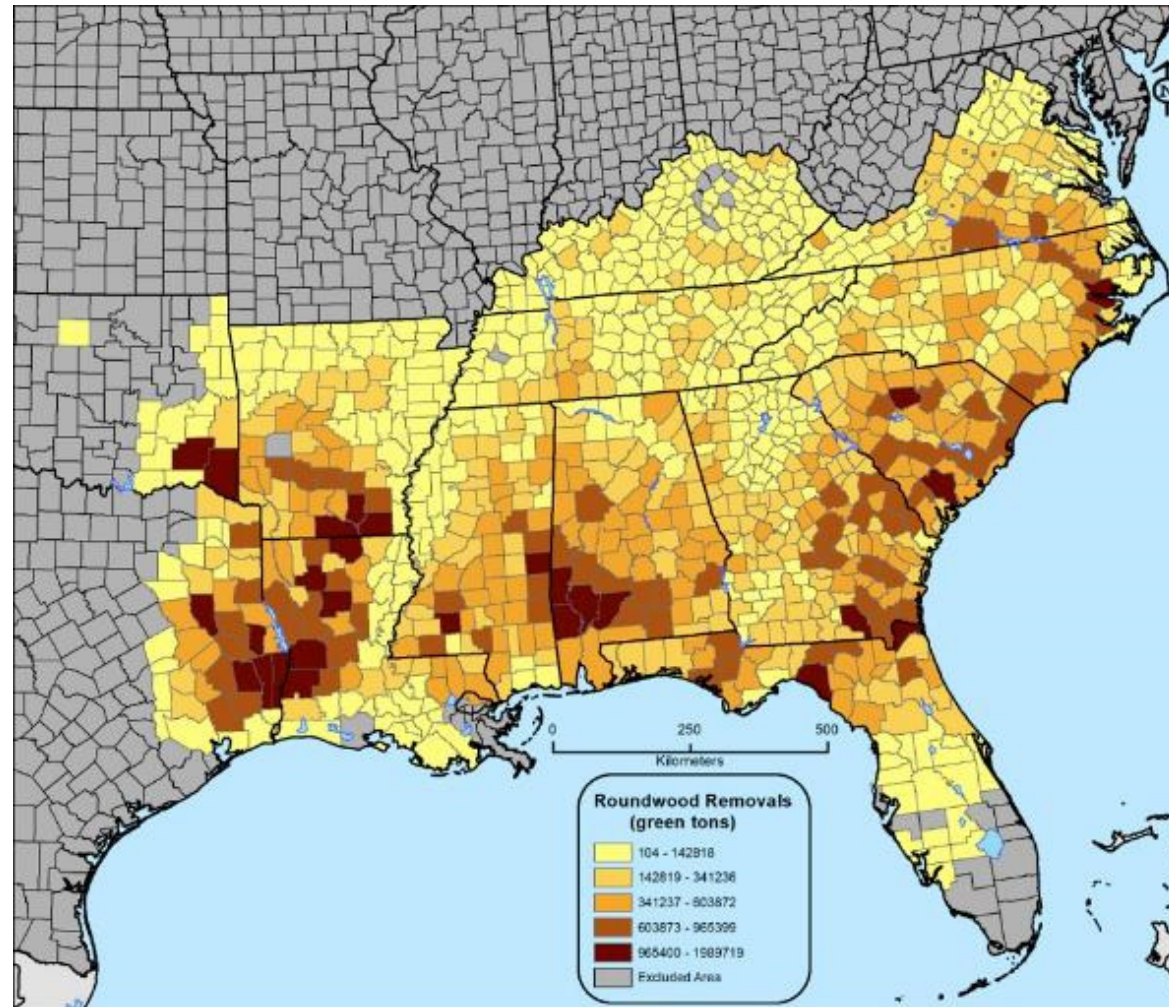 0
250
500
Kilometers
Roundwood Removals
(green tons)
104 - 142818
142819 - 341236
341237 - 603872
603873 - 965399
965400 - 1989719
Excluded Area